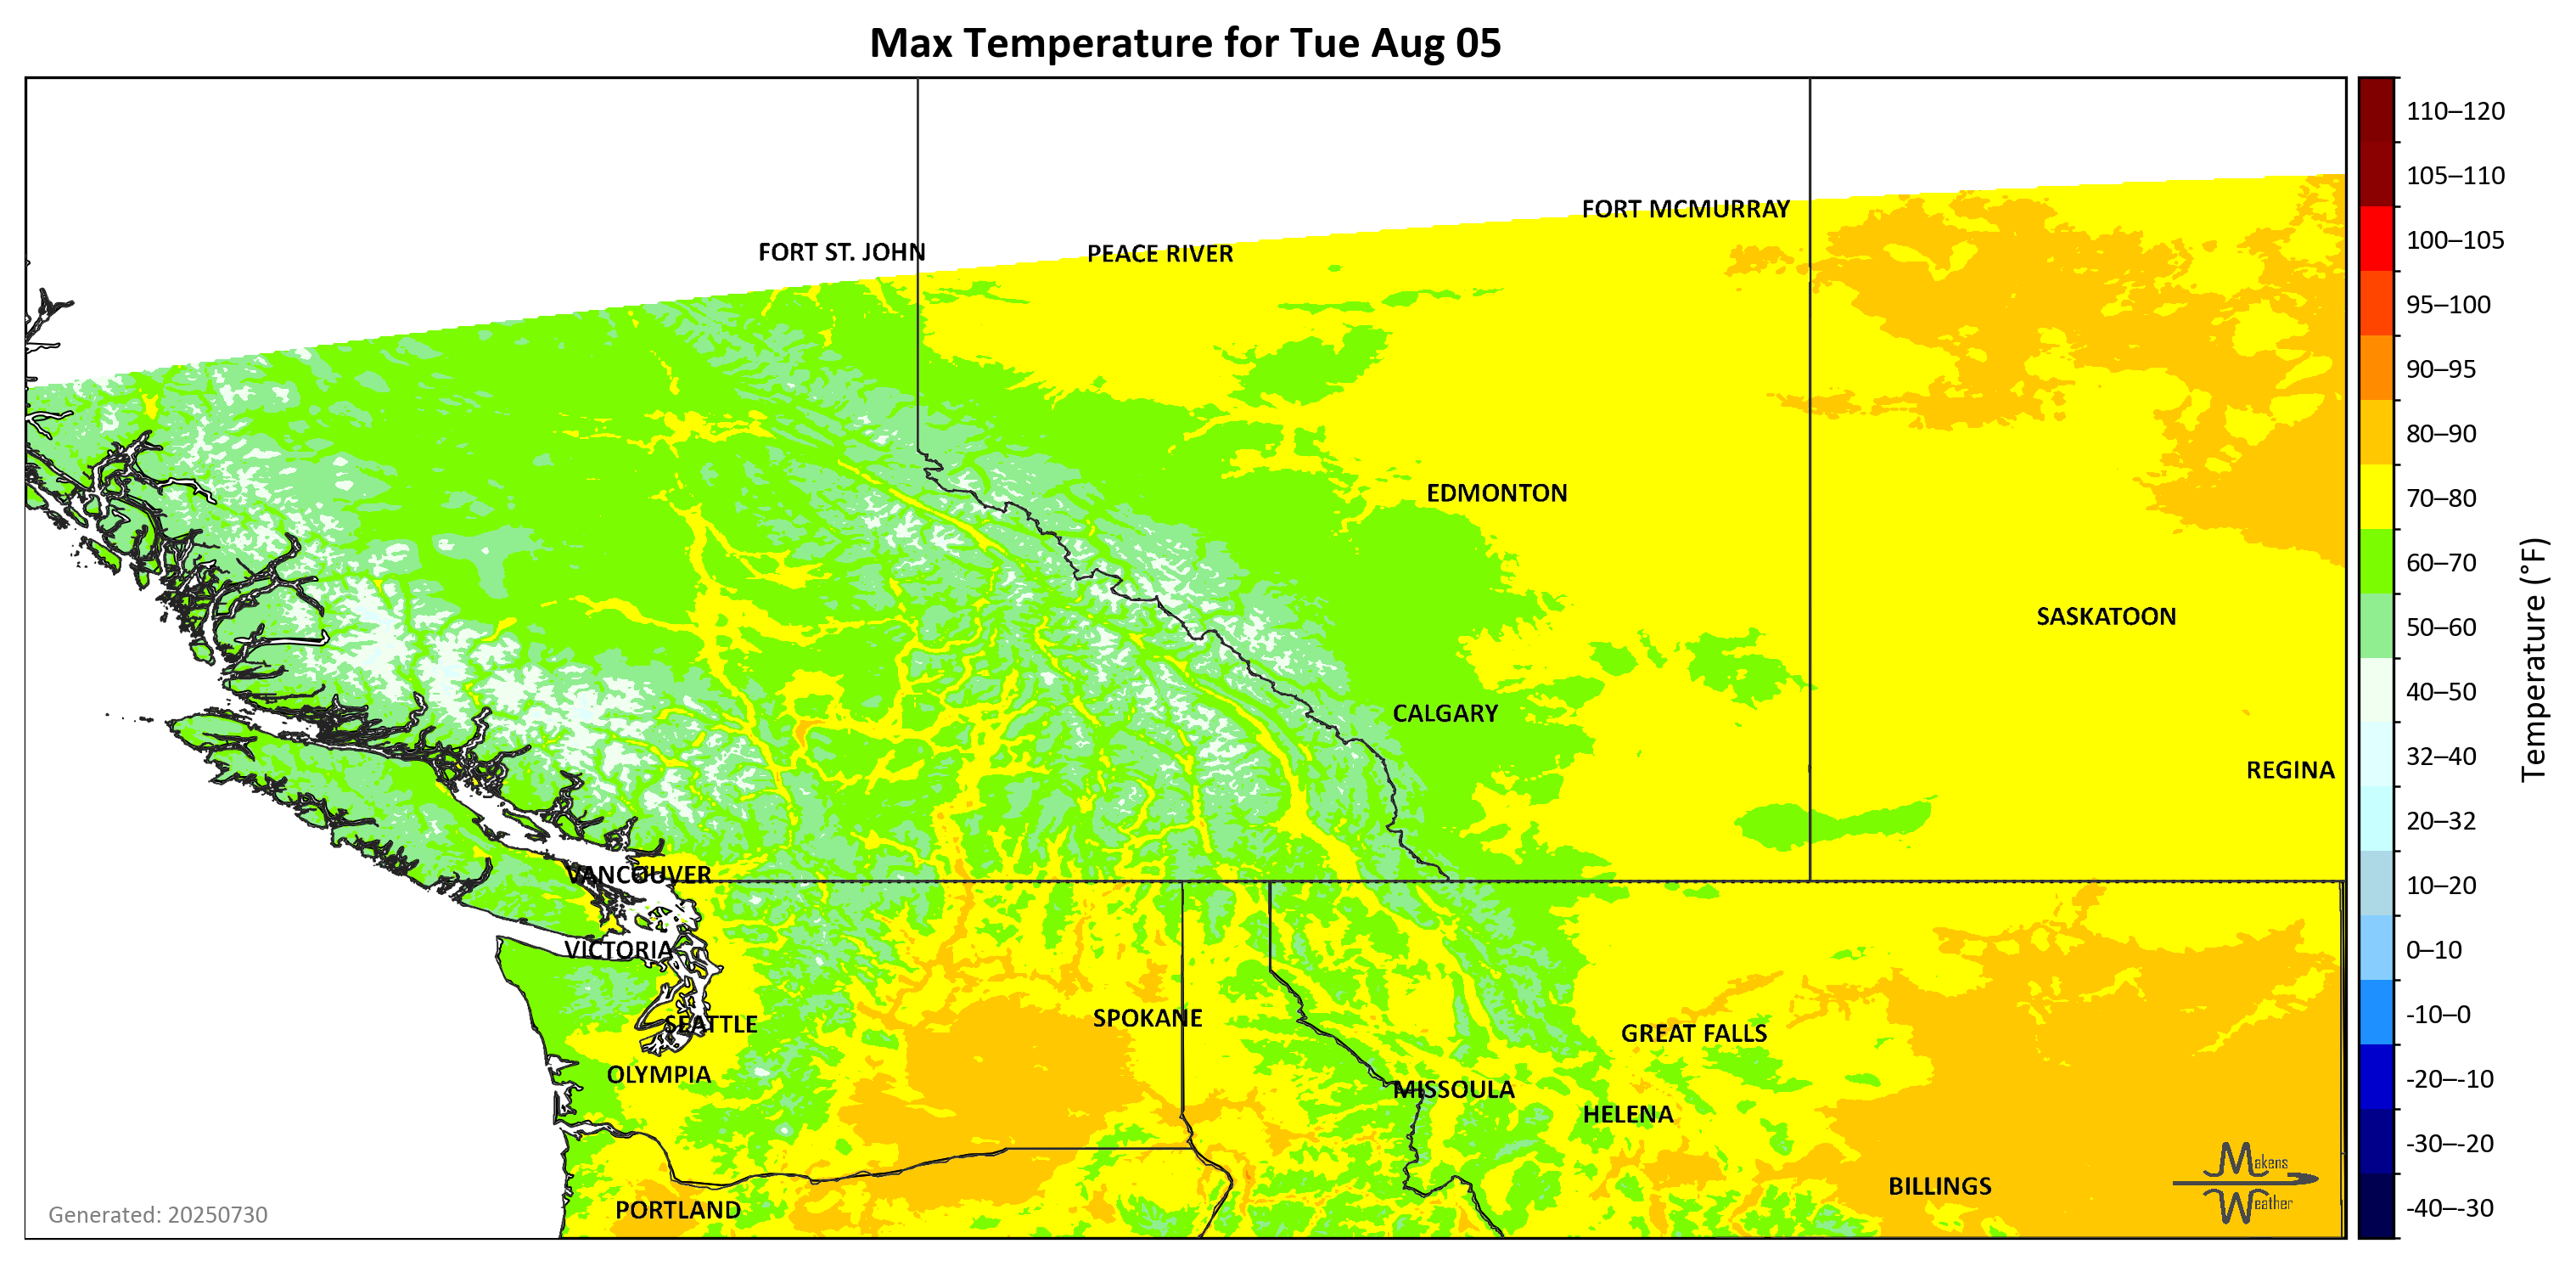 Max Temperature for Tue Aug 05
110–120
105–110
FORT MCMURRAY
100–105
FORT ST. JOHN
PEACE RIVER
95–100
90–95
80–90
EDMONTON
70–80
60–70
SASKATOON
50–60
Temperature (°F)
40–50
CALGARY
32–40
REGINA
20–32
VANCOUVER
10–20
VICTORIA
0–10
SPOKANE
-10–0
SEATTLE
GREAT FALLS
OLYMPIA
-20–-10
MISSOULA
HELENA
-30–-20
Makens
Weather
BILLINGS
PORTLAND
-40–-30
Generated: 20250730